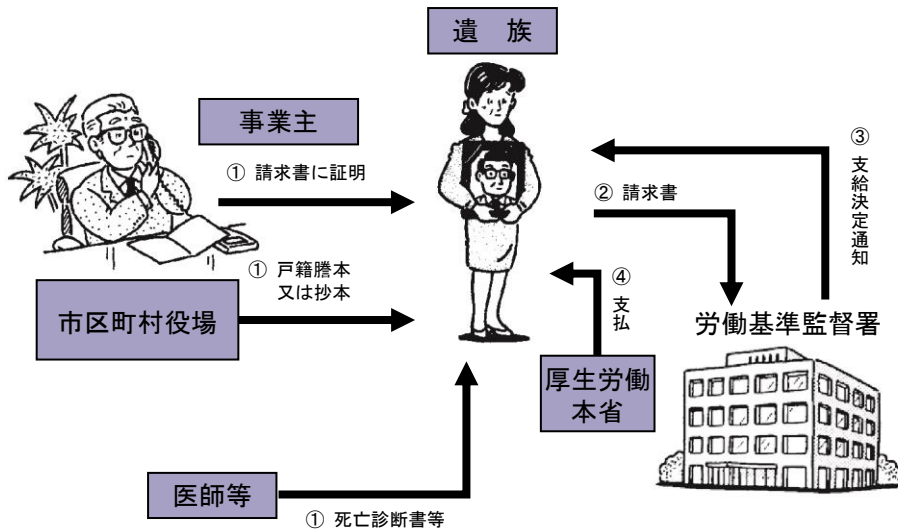 遺 族
事業主
① 請求書に証明
③ 支給決定通知
② 請求書
① 戸籍謄本
又は抄本
④ 支払
市区町村役場
労働基準監督署
厚生労働
本省
医師等
① 死亡診断書等